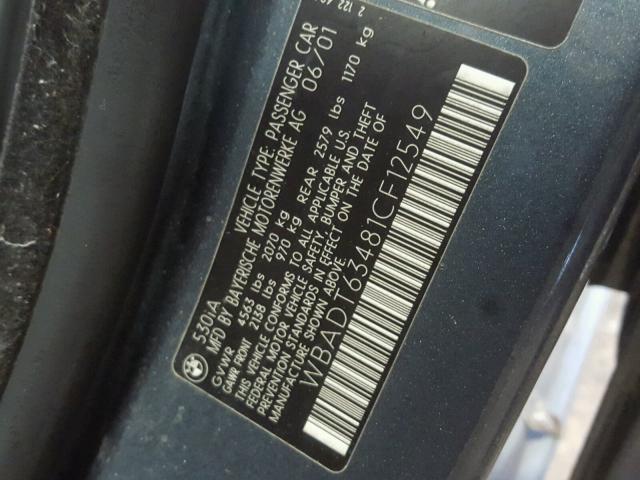 530iA
VEHICLE TYPE: PASSENGER CAR
MFD BY BAYERISCHE MOTORENWERKE AG 06/01
GVWR 4563 lbs 2070 kg
GAWR FRONT 2138 lbs 970 kg REAR 2579 lbs 1170 kg
THIS VEHICLE CONFORMS TO ALL APPLICABLE U.S.
FEDERAL MOTOR VEHICLE SAFETY, BUMPER AND THEFT
PREVENTION STANDARDS IN EFFECT ON THE DATE OF
MANUFACTURE SHOWN ABOVE.
WBADT63481CF12549